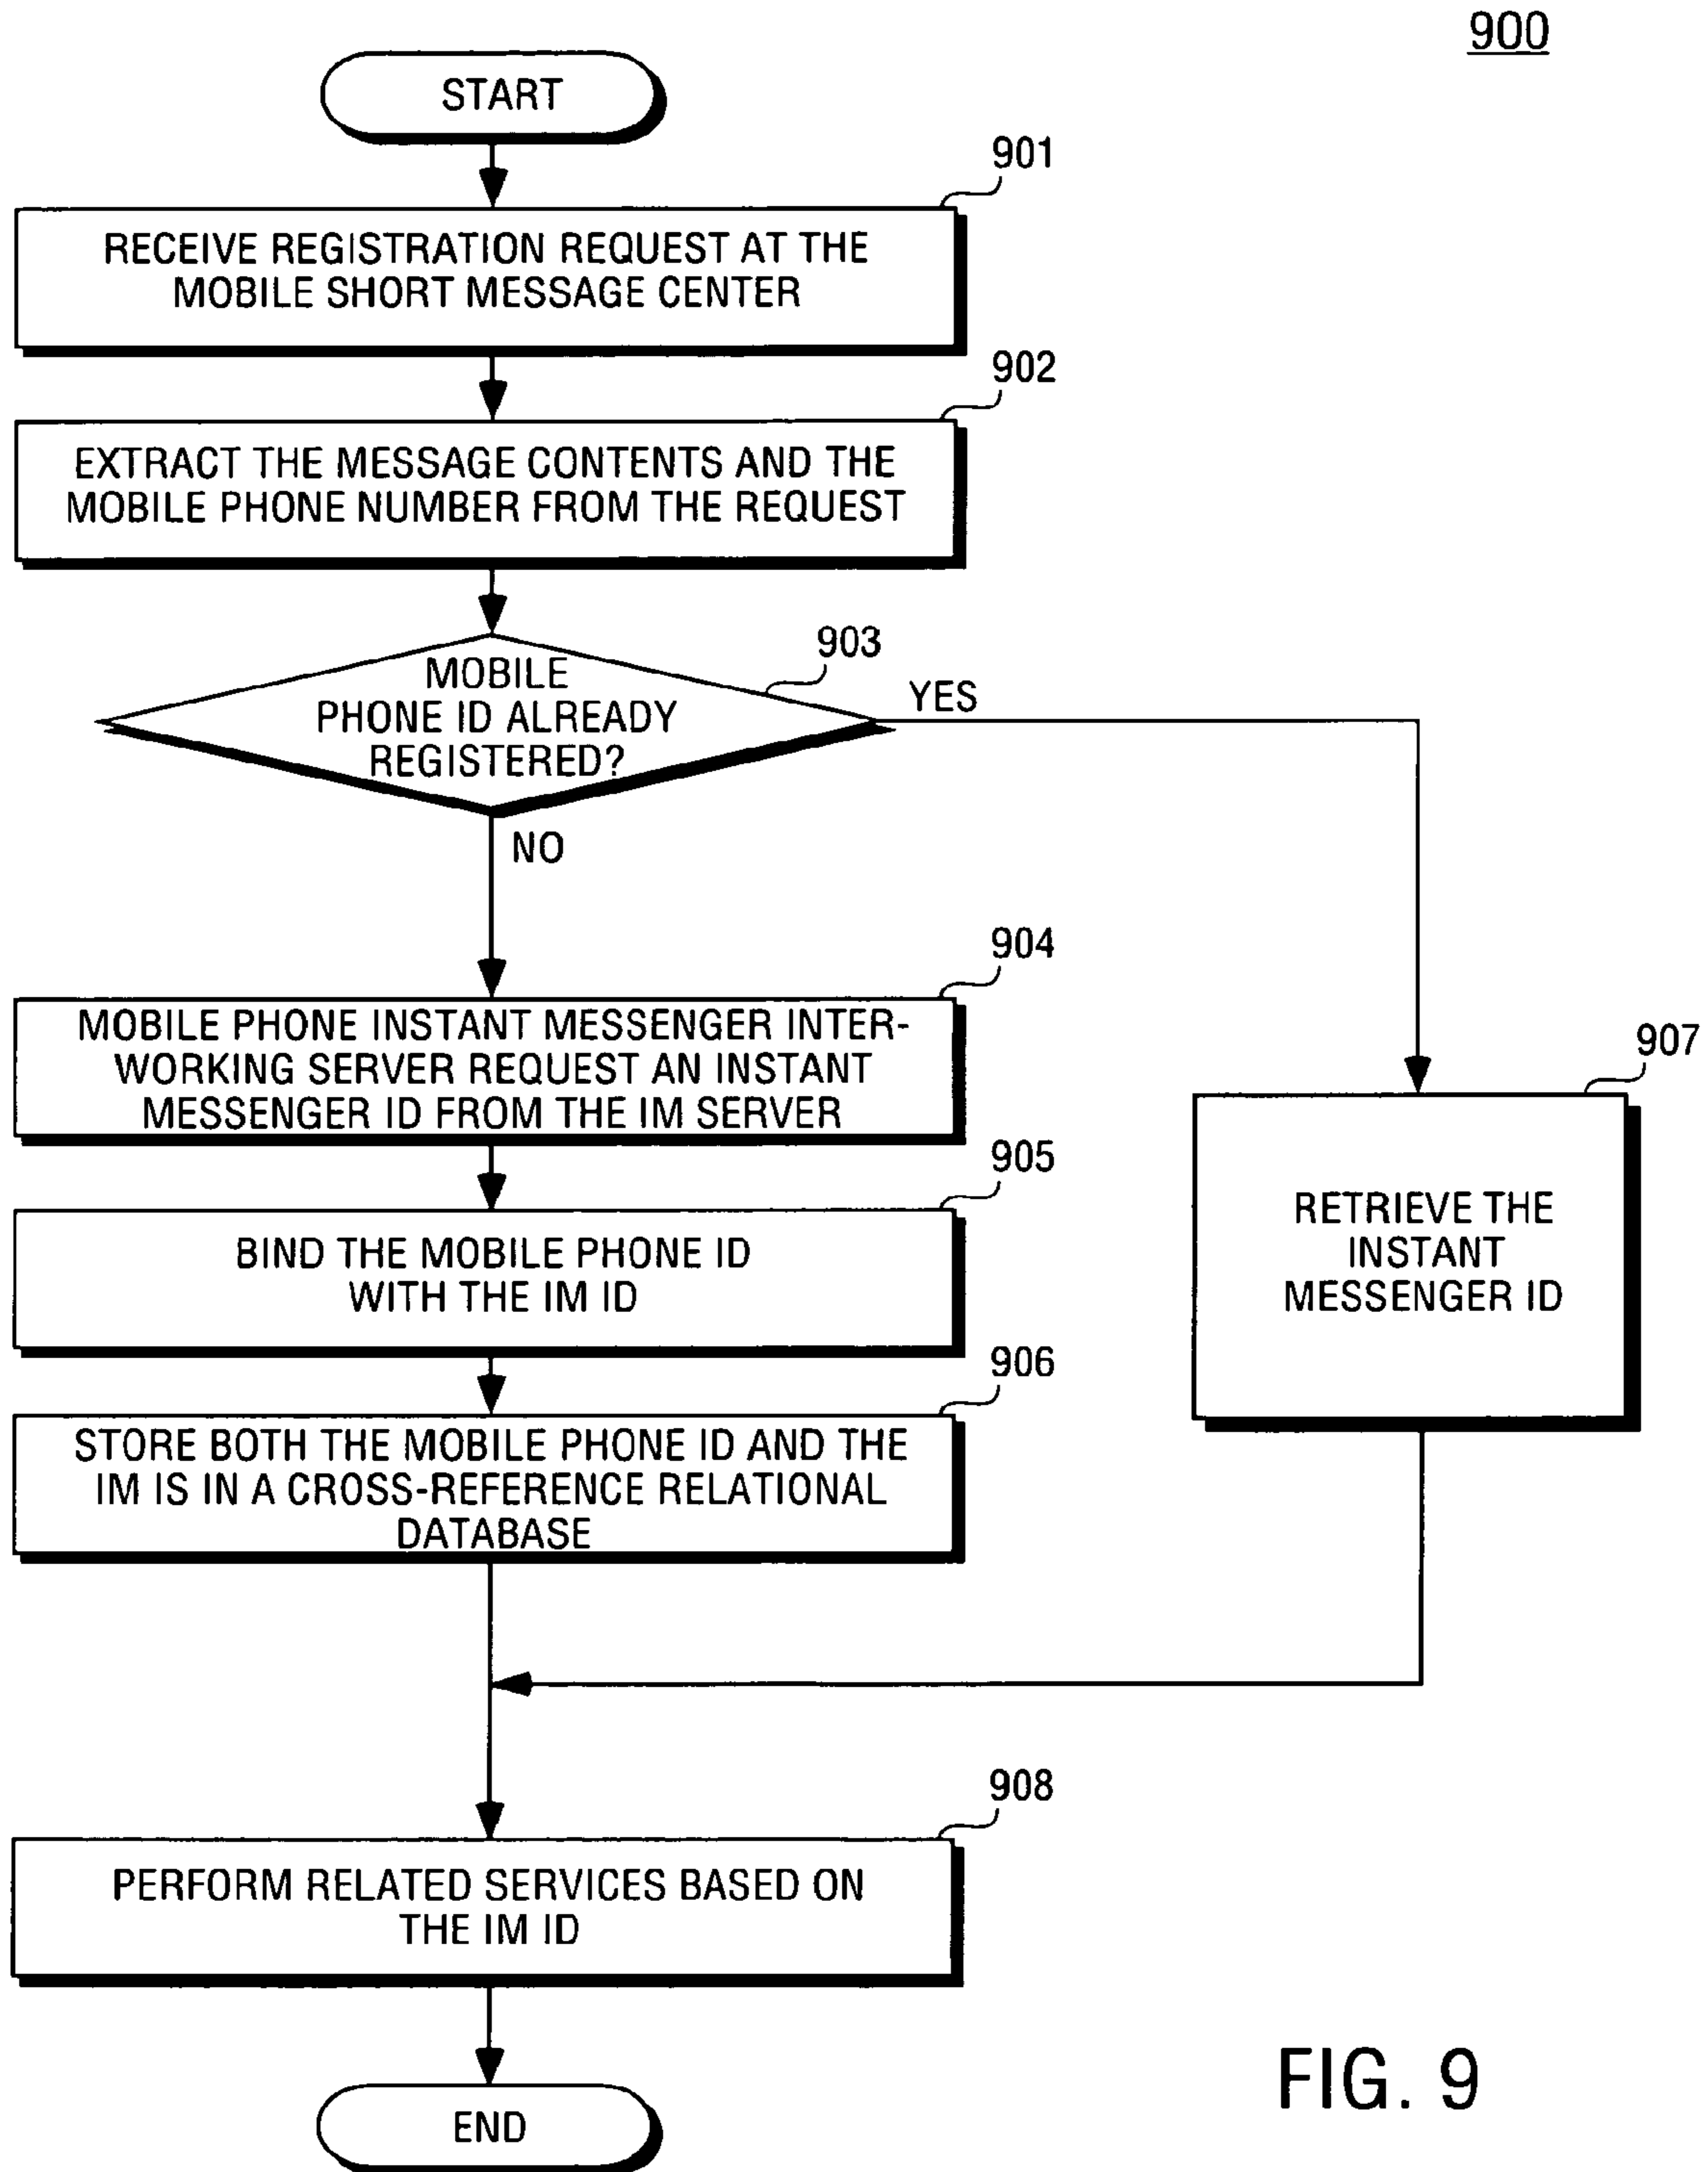 900
START
901
RECEIVE REGISTRATION REQUEST AT THE
MOBILE SHORT MESSAGE CENTER
902
EXTRACT THE MESSAGE CONTENTS AND THE
MOBILE PHONE NUMBER FROM THE REQUEST
903
MOBILE
PHONE ID ALREADY
REGISTERED?
YES
NO
904
MOBILE PHONE INSTANT MESSENGER INTER-
WORKING SERVER REQUEST AN INSTANT
MESSENGER ID FROM THE IM SERVER
907
RETRIEVE THE
INSTANT
MESSENGER ID
905
BIND THE MOBILE PHONE ID
WITH THE IM ID
906
STORE BOTH THE MOBILE PHONE ID AND THE
IM IS IN A CROSS-REFERENCE RELATIONAL
DATABASE
908
PERFORM RELATED SERVICES BASED ON
THE IM ID
END
FIG. 9